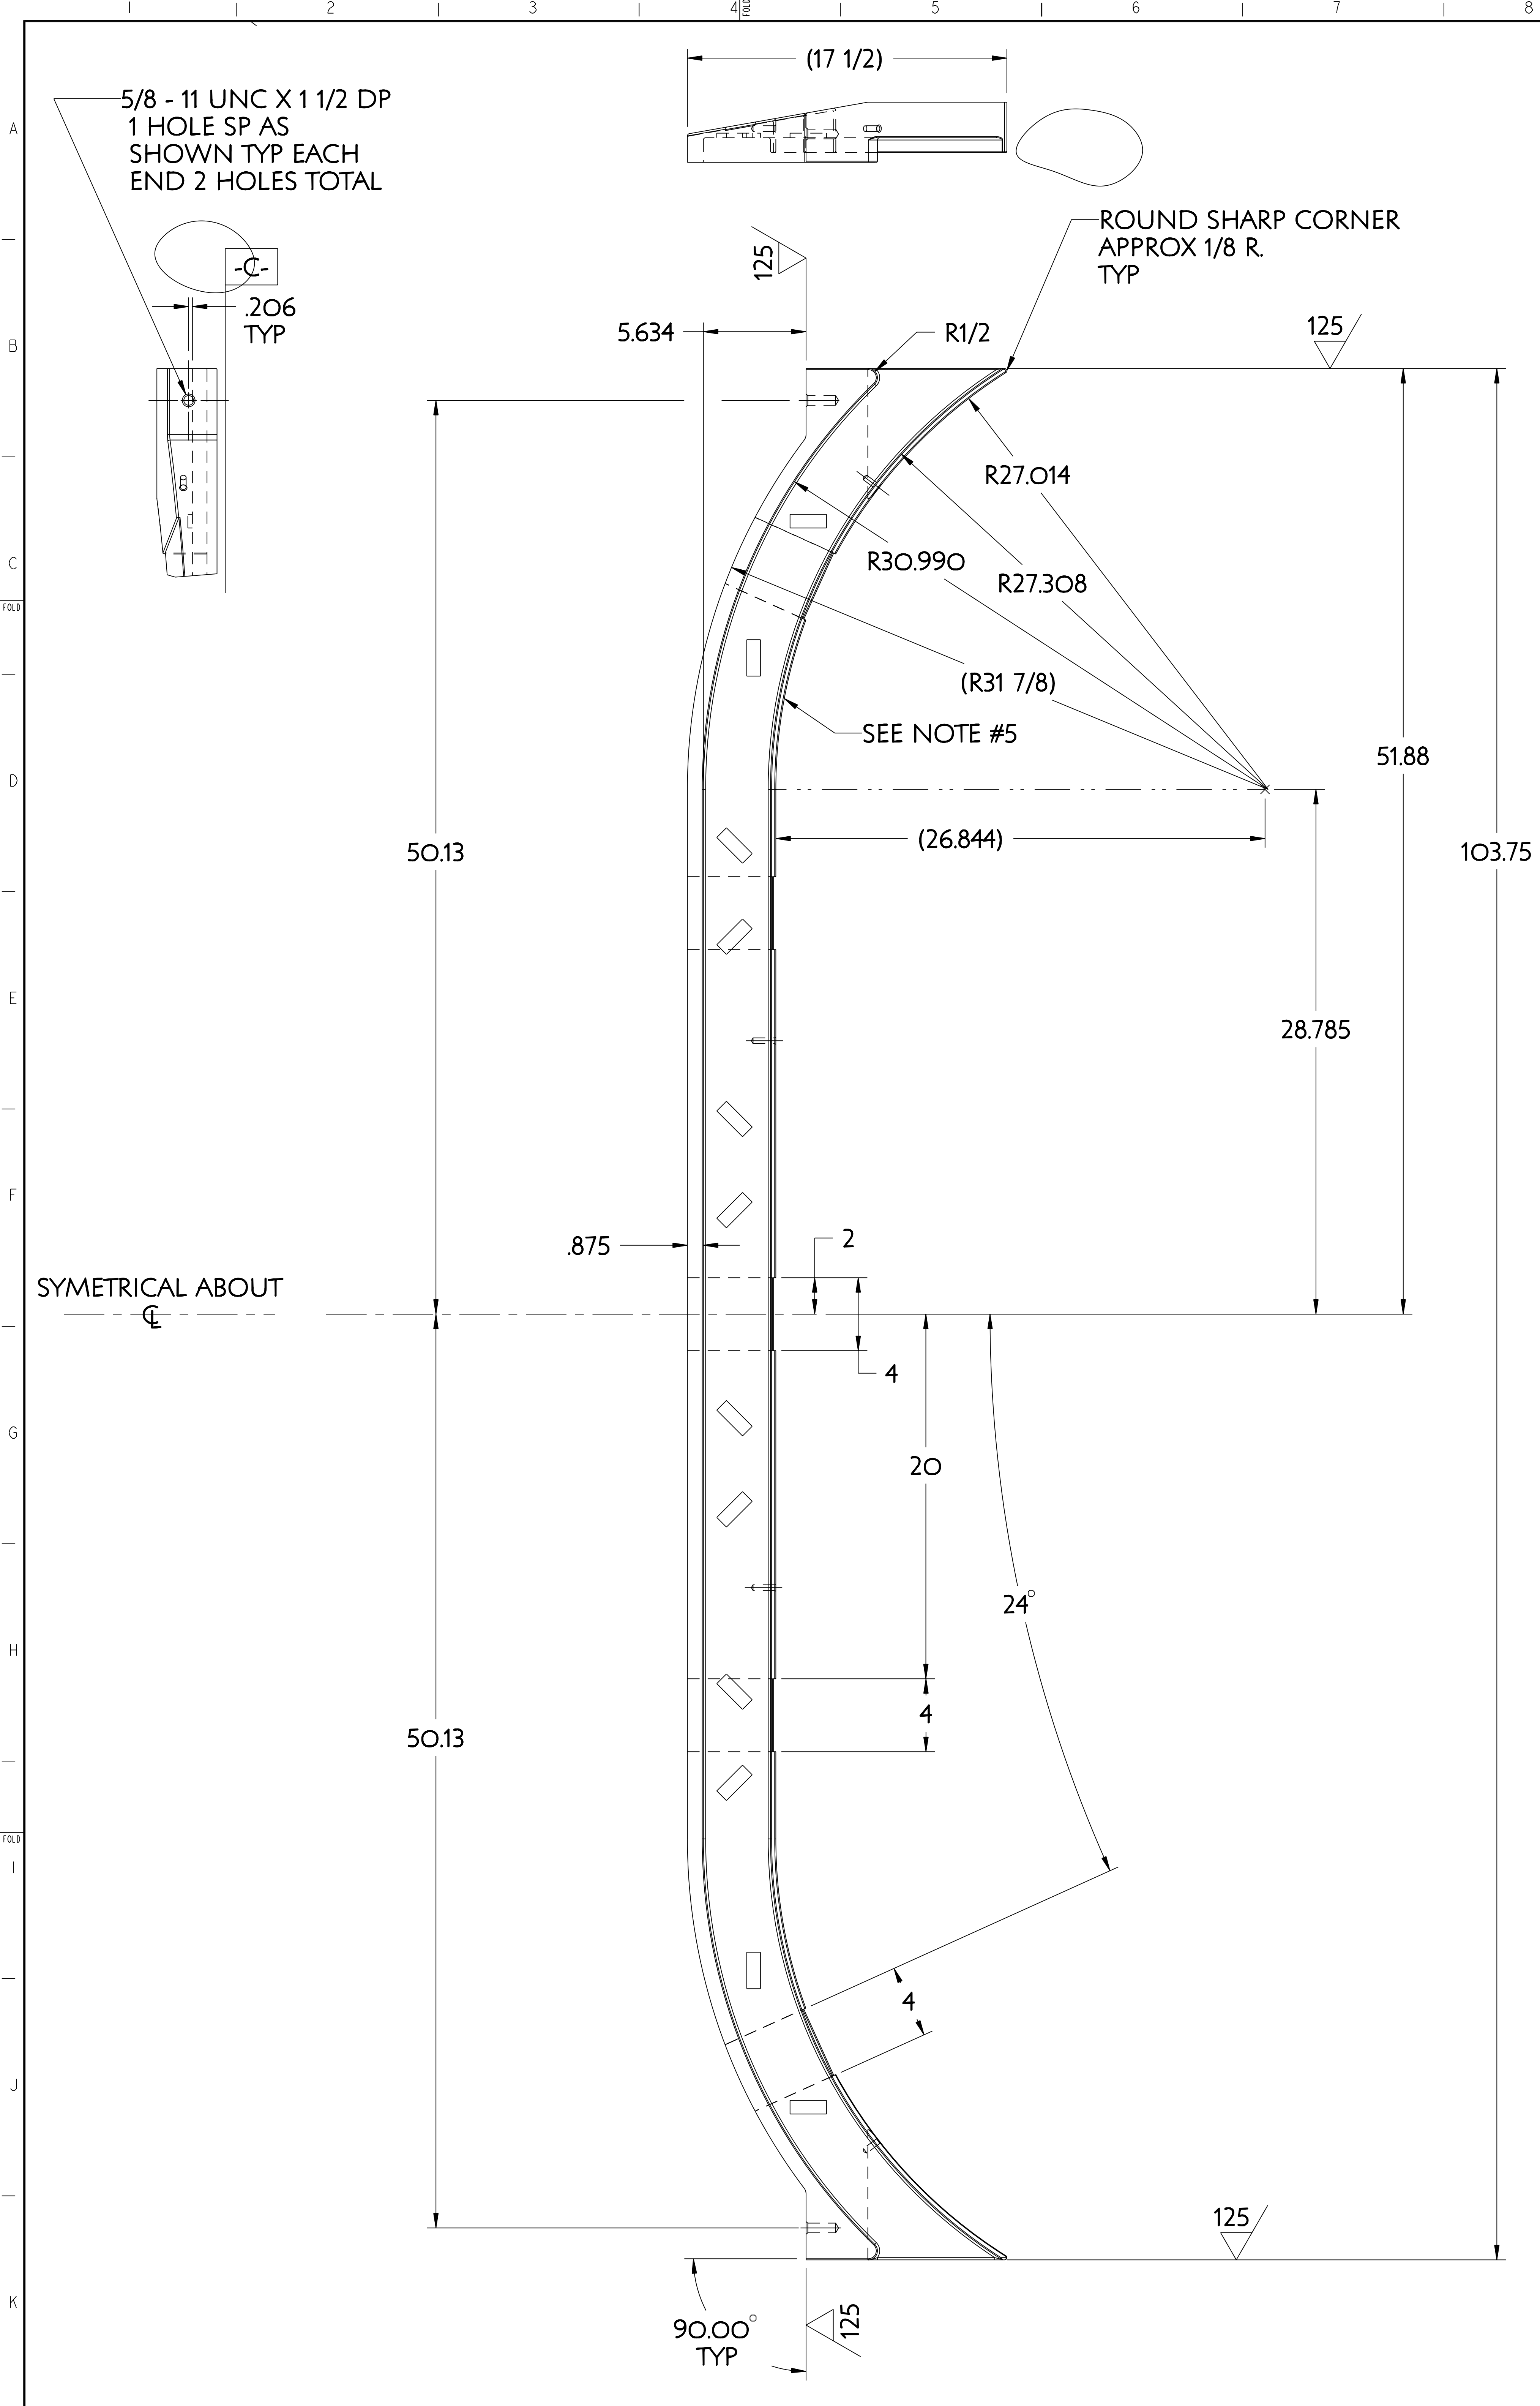 1 2 3 4 5 6 7 8
FOLD
(17 1/2)
5/8 - 11 UNC X 1 1/2 DP
1 HOLE SP AS
SHOWN TYP EACH
END 2 HOLES TOTAL
A
ROUND SHARP CORNER
APPROX 1/8 R.
TYP
125
-C-
.206
TYP
B
5.634
R1/2
125
R27.014
C
R30.990
R27.308
FOLD
(R31 7/8)
SEE NOTE #5
51.88
D
(26.844)
50.13
103.75
E
28.785
F
.875
2
SYMETRICAL ABOUT
℄
4
G
20
24°
H
4
50.13
FOLD
I
4
J
125
K
90.00°
TYP
125